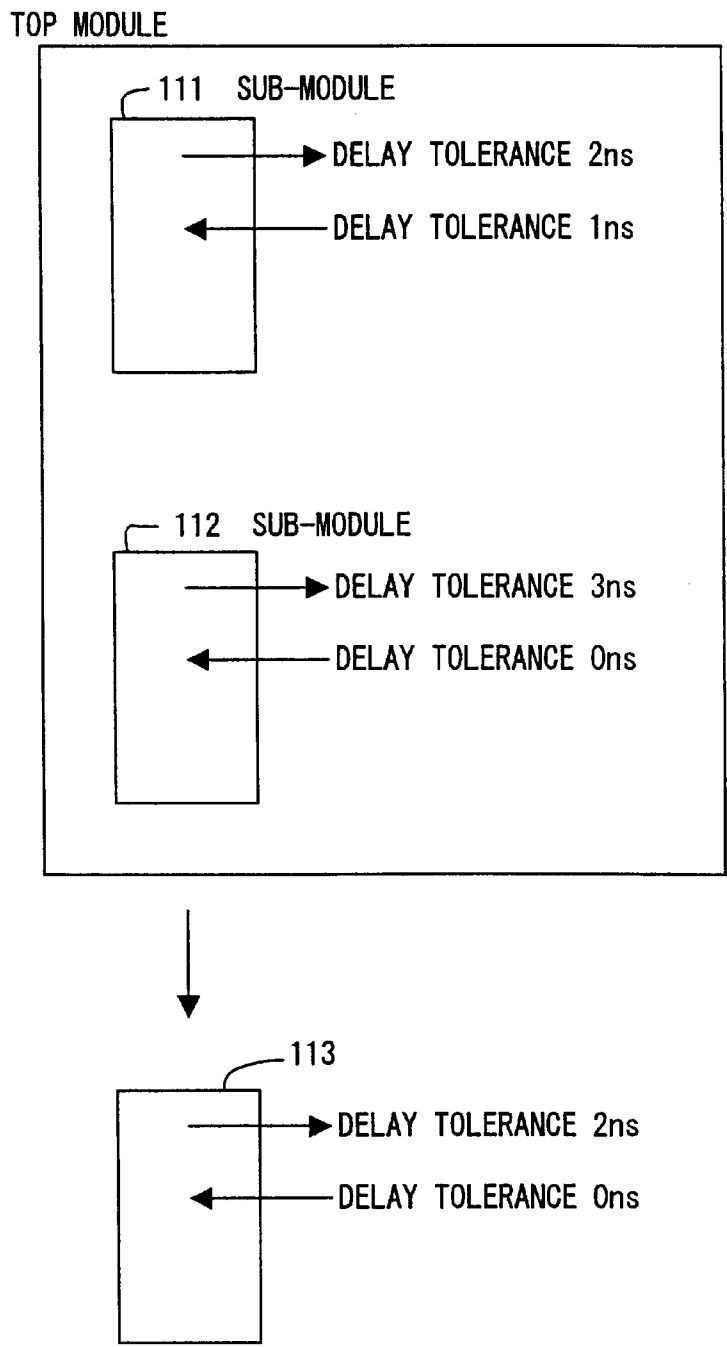 TOP MODULE
111 SUB-MODULE
DELAY TOLERANCE 2ns
DELAY TOLERANCE 1ns
112 SUB-MODULE
DELAY TOLERANCE 3ns
DELAY TOLERANCE 0ns
113
DELAY TOLERANCE 2ns
DELAY TOLERANCE 0ns